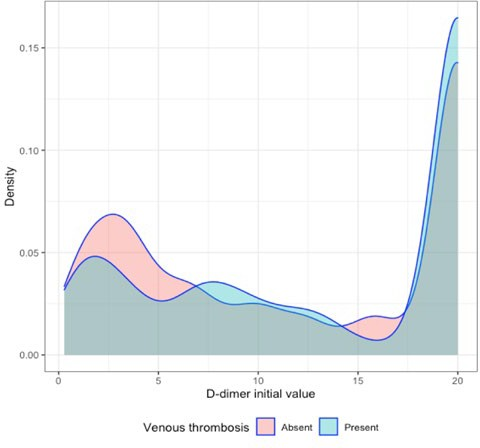 0.15
0.10
Density
0.05
0.00
0 5 10 15 20
D-dimer initial value
Venous thrombosis Absent Present